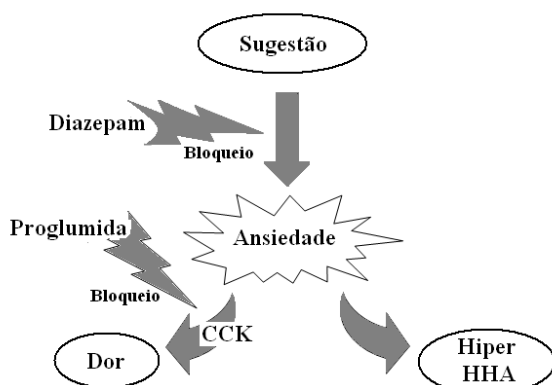 Sugestão
Diazepam
Bloqueio
Proglumida
Ansiedade
Bloqueio
CCK
Dor
Hiper
HHA